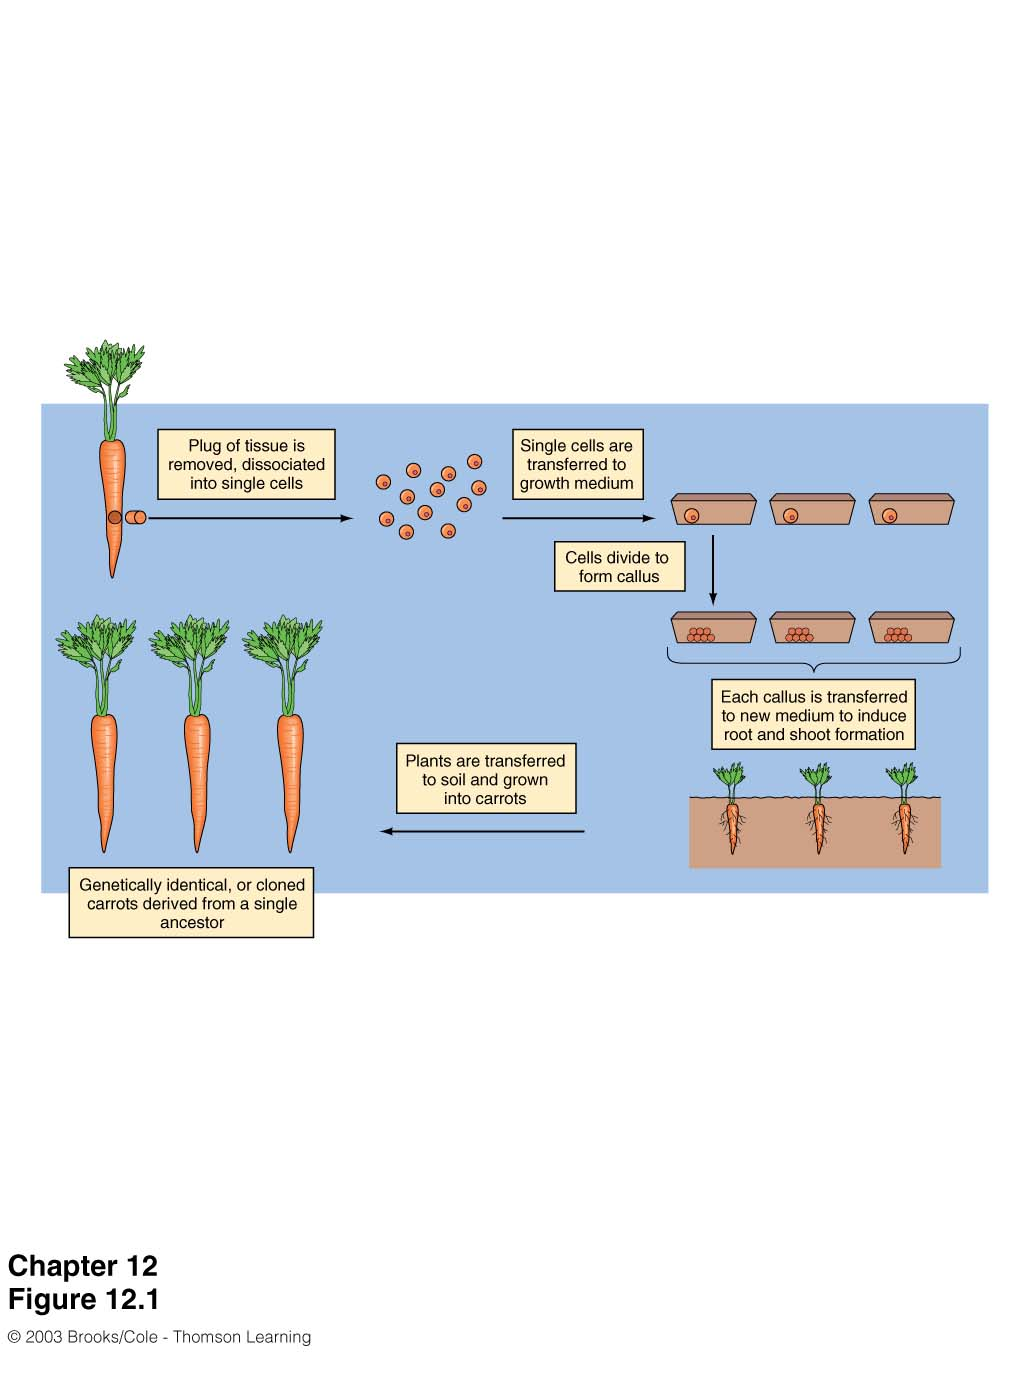 Plug of tissue is
removed, dissociated
into single cells
Single cells are
transferred to
growth medium
Cells divide to
form callus
Each callus is transferred
to new medium to induce
root and shoot formation
Plants are transferred
to soil and grown
into carrots
Genetically identical, or cloned
carrots derived from a single
ancestor
Chapter 12
Figure 12.1
© 2003 Brooks/Cole - Thomson Learning